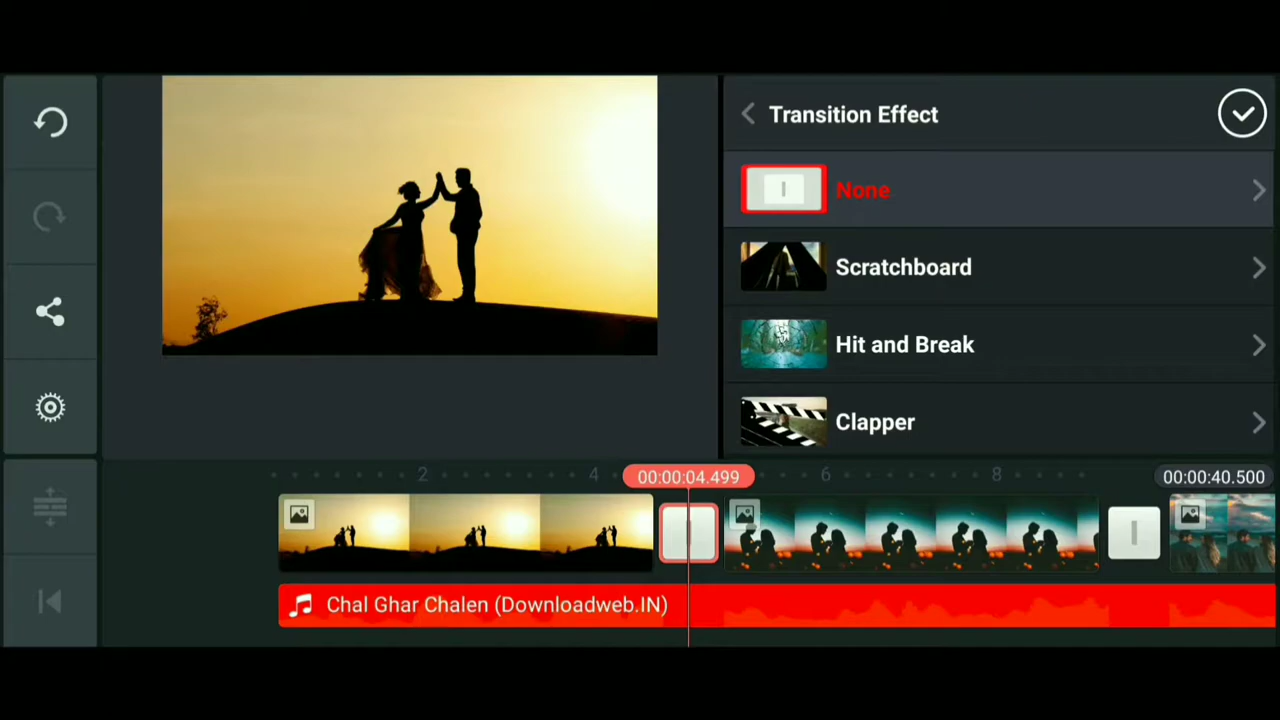 Transition Effect
None
Scratchboard
Hit and Break
Clapper
2
4
00:00:04.499
6
8
00:00:40.500
Chal Ghar Chalen (Downloadweb.IN)